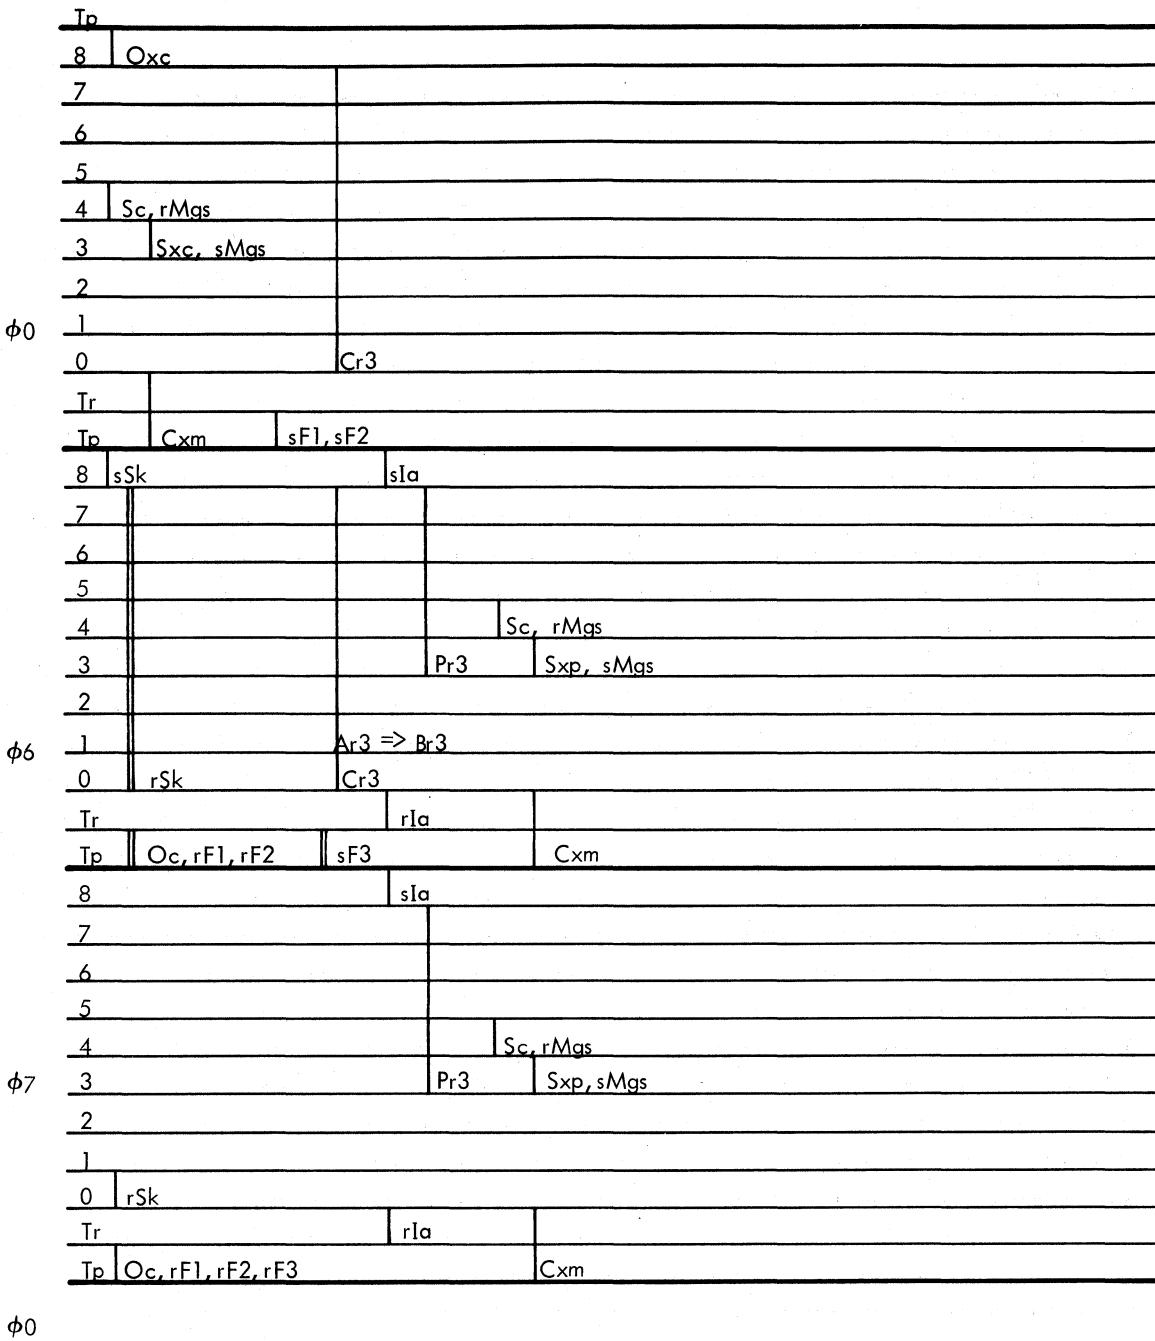 Tp
8 Oxc
7
6
5
4 Sc, rMgs
3 Sxc, sMgs
2
φ0 1
0 Cr3
Tr
Tp Cxm sF1, sF2
8 sSk sIa
7
6
5
4 Sc, rMgs
3 Pr3 Sxp, sMgs
2
φ6 1 Ar3 => Br3
0 rSk Cr3
Tr rIa
Tp Oc, rF1, rF2 sF3 Cxm
8 sIa
7
6
5
4 Sc, rMgs
φ7 3 Pr3 Sxp, sMgs
2
1
0 rSk
Tr rIa
Tp Oc, rF1, rF2, rF3 Cxm
φ0